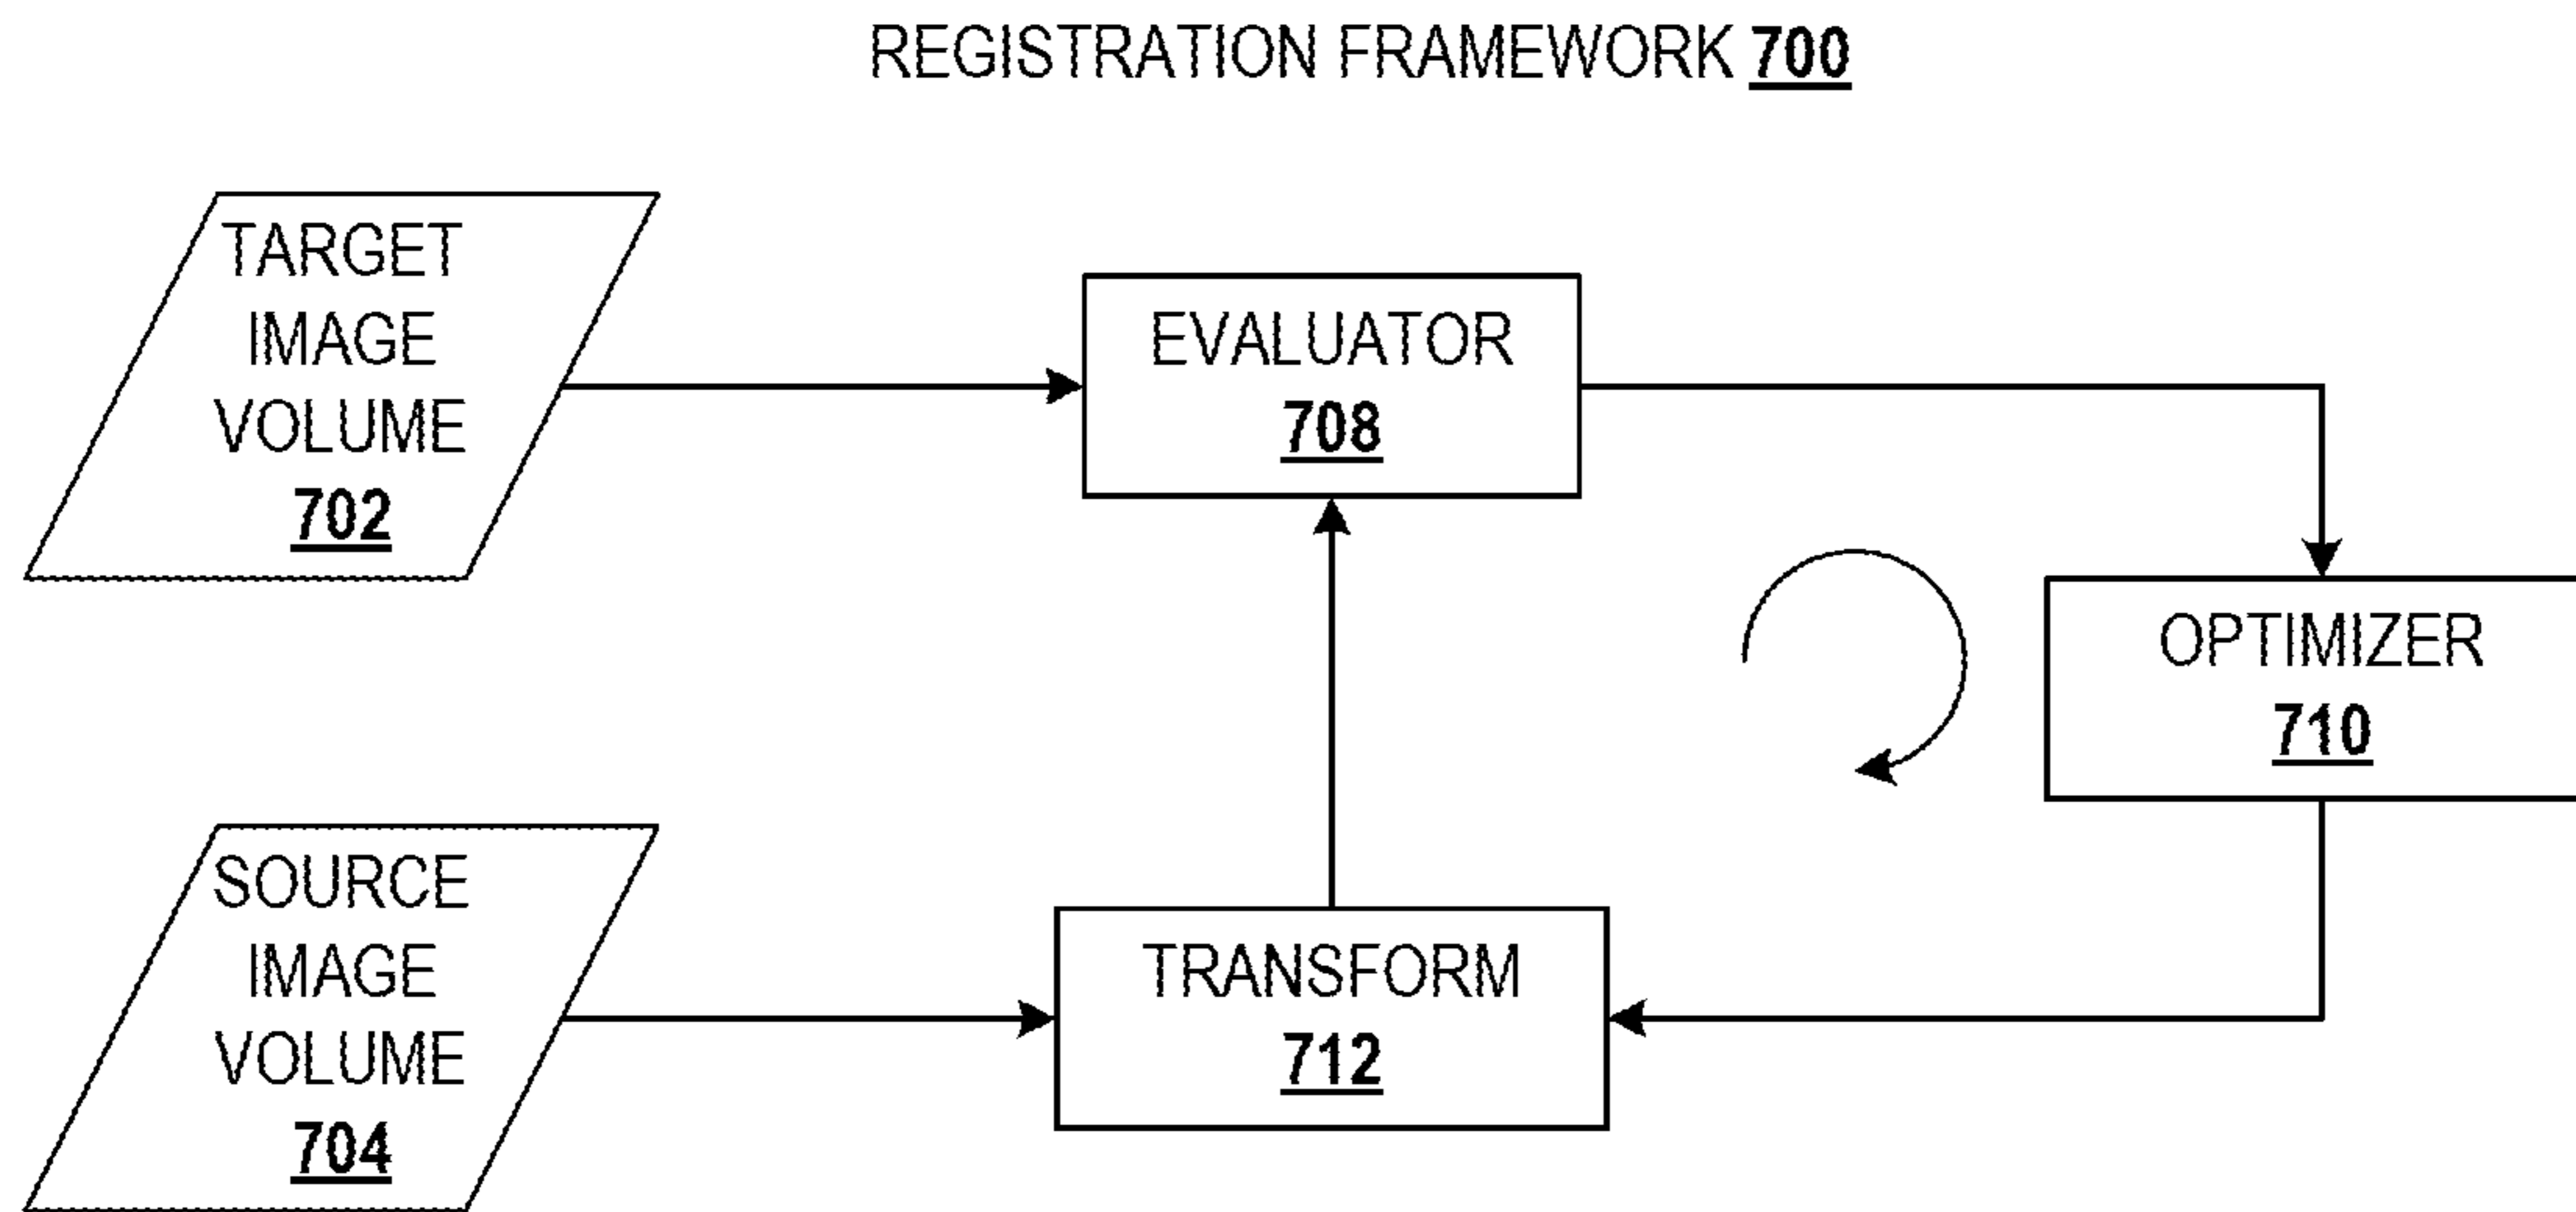 REGISTRATION FRAMEWORK 700
TARGET
IMAGE
VOLUME
702
EVALUATOR
708
OPTIMIZER
710
SOURCE
IMAGE
VOLUME
704
TRANSFORM
712